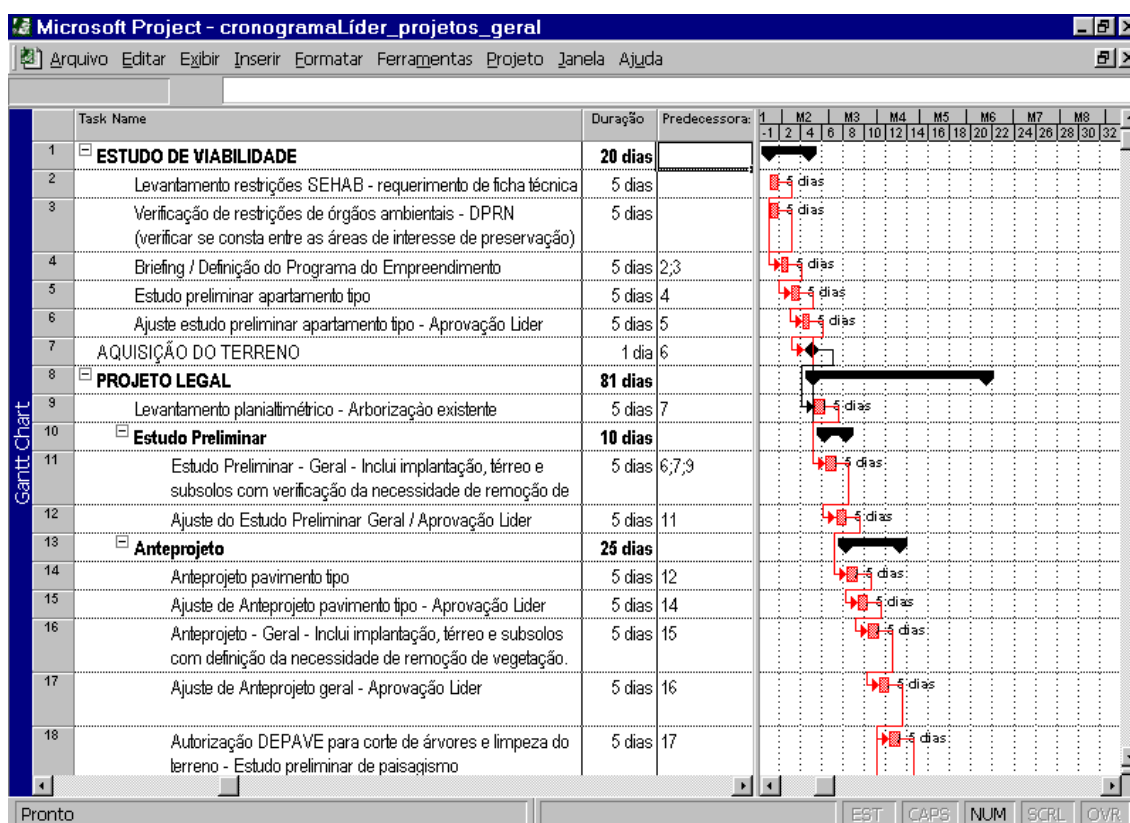 Microsoft Project - cronogramaLíder_projetos_geral
Arquivo Editar Exibir Inserir Formatar Ferramentas Projeto Janela Ajuda
Task Name Duração Predecessora:
1 M2 M3 M4 M5 M6 M7 M8
-1 2 4 6 8 10 12 14 16 18 20 22 24 26 28 30 32
1 ESTUDO DE VIABILIDADE 20 dias
2 Levantamento restrições SEHAB - requerimento de ficha técnica 5 dias 5 dias
3 Verificação de restrições de órgãos ambientais - DPRN 5 dias 5 dias
(verificar se consta entre as áreas de interesse de preservação)
4 Briefing / Definição do Programa do Empreendimento 5 dias 2;3 5 dias
5 Estudo preliminar apartamento tipo 5 dias 4 5 dias
6 Ajuste estudo preliminar apartamento tipo - Aprovação Lider 5 dias 5 5 dias
7 AQUISIÇÃO DO TERRENO 1 dia 6
8 PROJETO LEGAL 81 dias
9 Levantamento planialtimétrico - Arborização existente 5 dias 7 5 dias
10 Estudo Preliminar 10 dias
11 Estudo Preliminar - Geral - Inclui implantação, térreo e 5 dias 6;7;9 5 dias
subsolos com verificação da necessidade de remoção de
12 Ajuste do Estudo Preliminar Geral / Aprovação Lider 5 dias 11 5 dias
13 Anteprojeto 25 dias
14 Anteprojeto pavimento tipo 5 dias 12 5 dias
15 Ajuste de Anteprojeto pavimento tipo - Aprovação Lider 5 dias 14 5 dias
16 Anteprojeto - Geral - Inclui implantação, térreo e subsolos 5 dias 15 5 dias
com definição da necessidade de remoção de vegetação.
17 Ajuste de Anteprojeto geral - Aprovação Lider 5 dias 16 5 dias
18 Autorização DEPAVE para corte de árvores e limpeza do 5 dias 17 5 dias
terreno - Estudo preliminar de paisagismo
Gantt Chart
Pronto EST CAPS NUM SCRL OVR